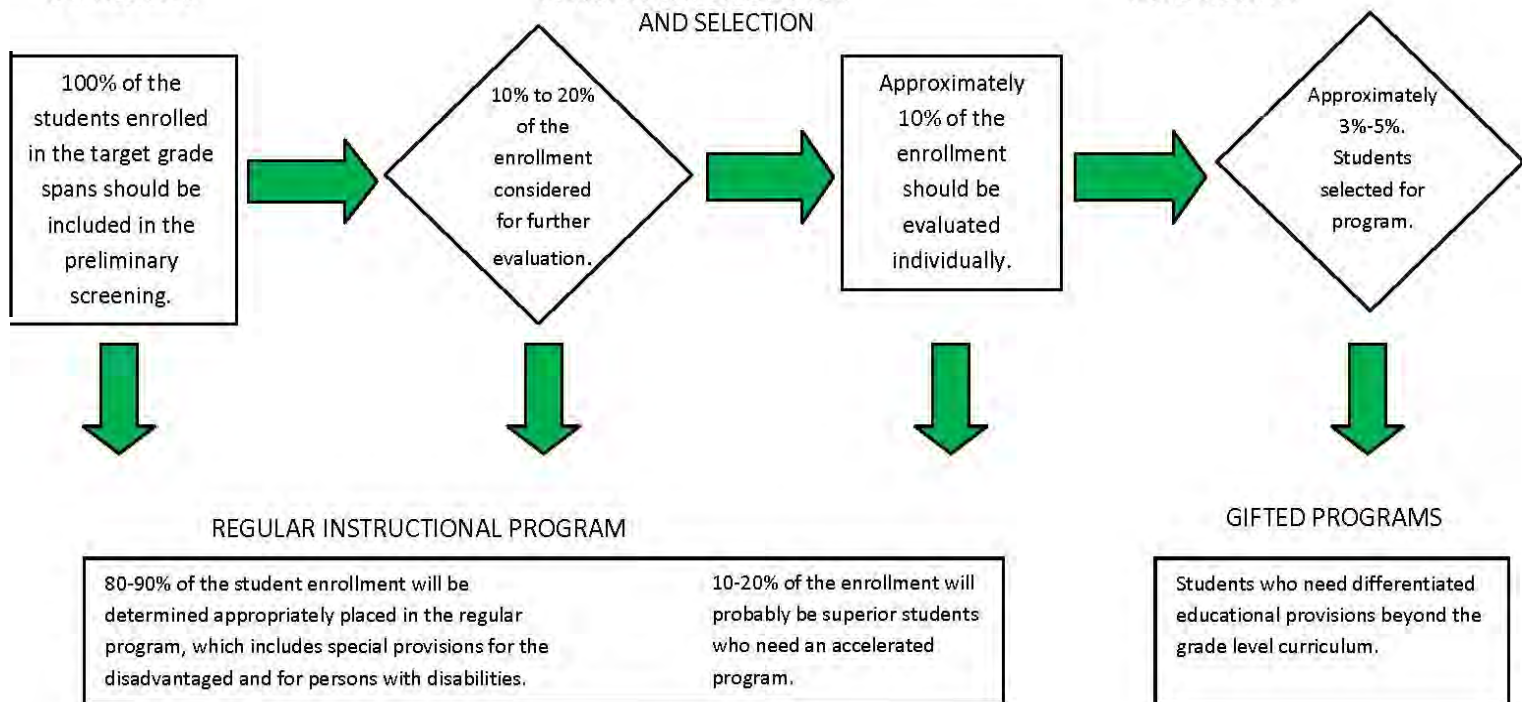 AND SELECTION
100% of the
students enrolled
in the target grade
spans should be
included in the
preliminary
screening.
10% to 20%
of the
enrollment
considered
for further
evaluation.
Approximately
10% of the
enrollment
should be
evaluated
individually.
Approximately
3%-5%.
Students
selected for
program.
REGULAR INSTRUCTIONAL PROGRAM
80-90% of the student enrollment will be
determined appropriately placed in the regular
program, which includes special provisions for the
disadvantaged and for persons with disabilities.
10-20% of the enrollment will
probably be superior students
who need an accelerated
program.
GIFTED PROGRAMS
Students who need differentiated
educational provisions beyond the
grade level curriculum.